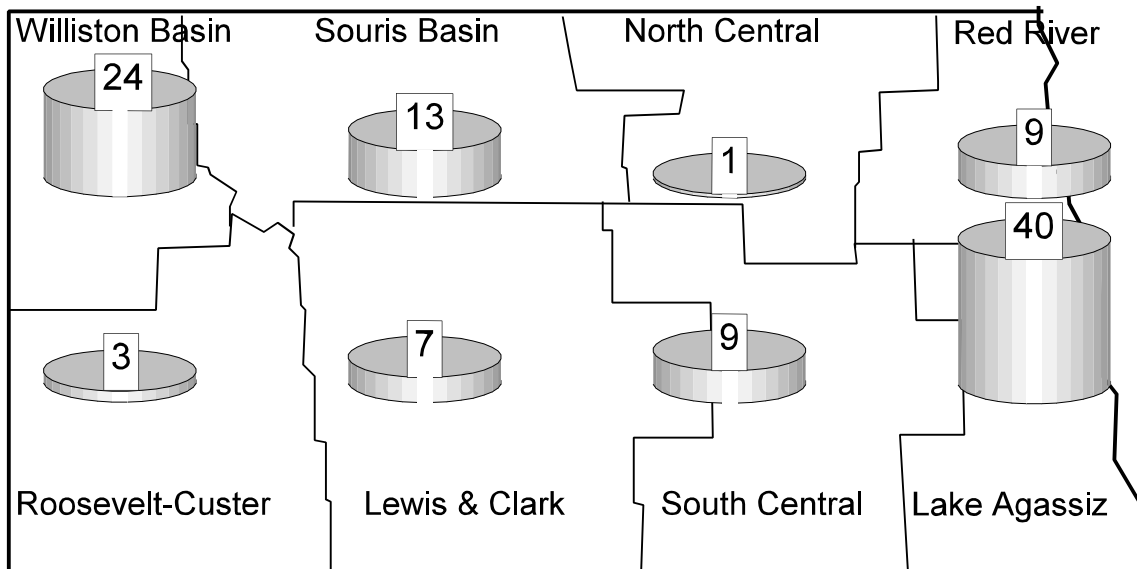 Williston Basin
Souris Basin
North Central
Red River
24
13
1
9
40
3
7
9
Roosevelt-Custer
Lewis & Clark
South Central
Lake Agassiz